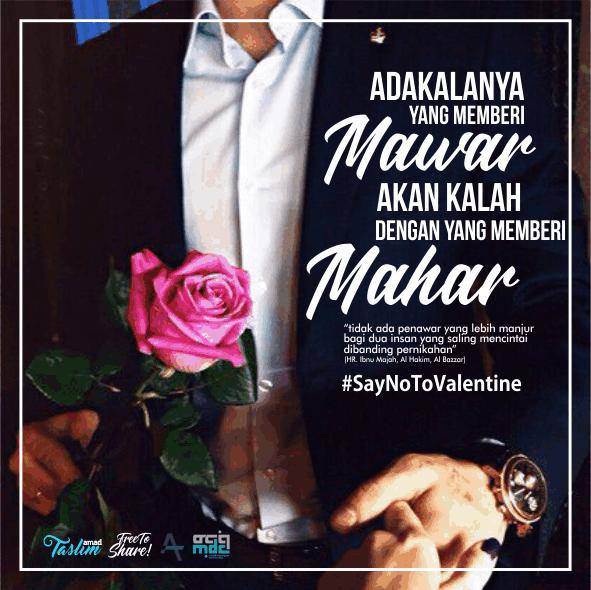 ADAKALANYA
YANG MEMBERI
Mawar
AKAN KALAH
DENGAN YANG MEMBERI
Mahar
"tidak ada penawar yang lebih manjur
bagi dua insan yang saling mencintai
dibanding pernikahan"
(HR. Ibnu Majah, Al Hakim, Al Bazzar)
#SayNoToValentine
amad
Taslim
Free To
Share!